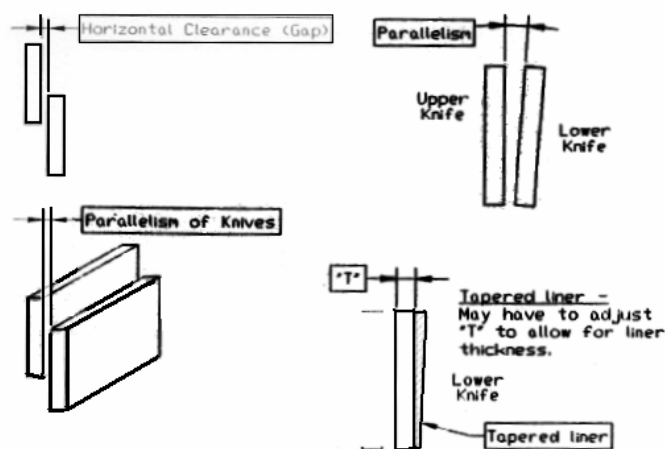 Horizontal Clearance (Gap)
Parallelism
Upper
Knife
Lower
Knife
Parallelism of Knives
"T"
Tapered liner -
May have to adjust
"T" to allow for liner
thickness.
Lower
Knife
Tapered liner